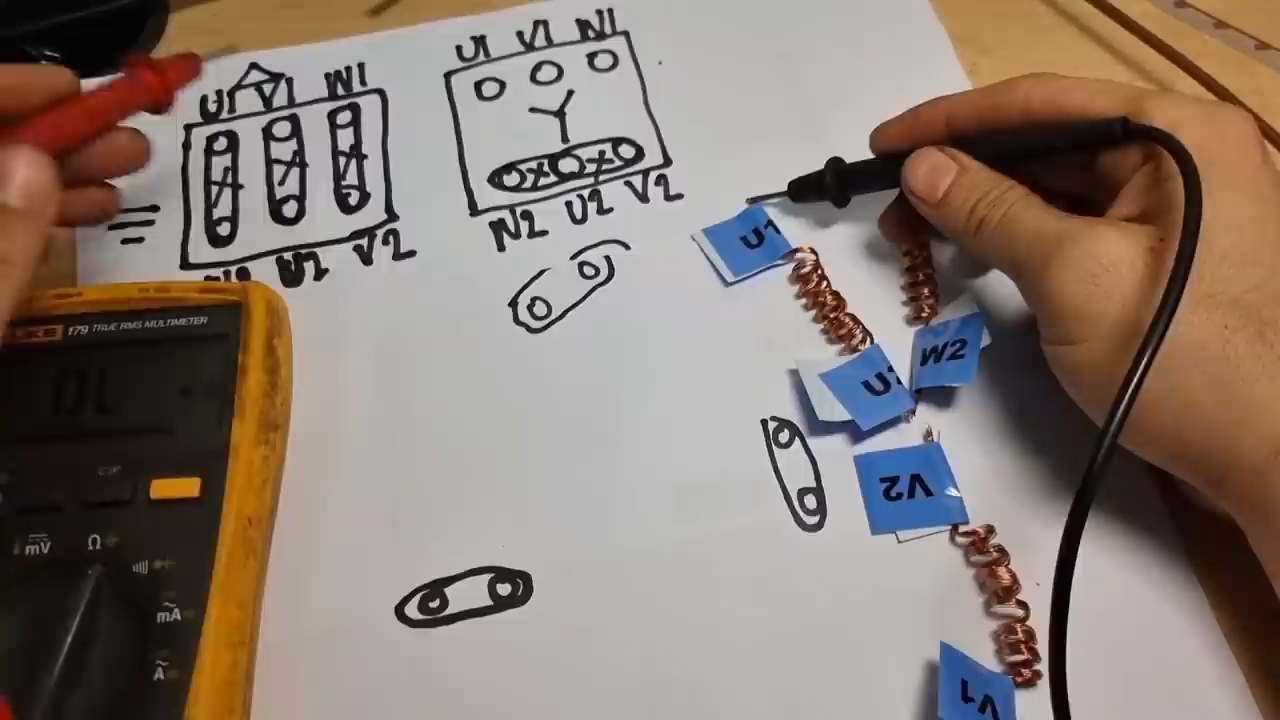 U1 V1 W1
U1 V1 W1
U2 V2
W2 U2 V2
U1
W2
V2
V1
179 TRUE RMS MULTIMETER
OL
mV Ω
mA
A